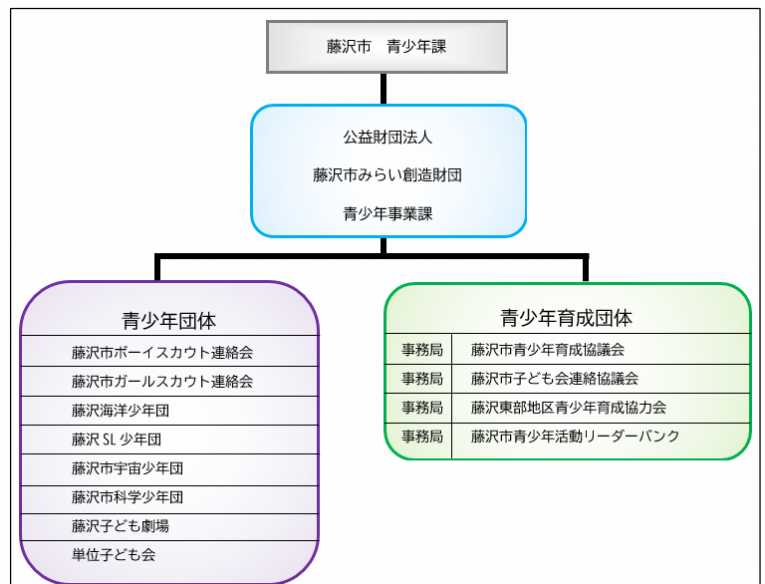 藤沢市　青少年課
公益財団法人
藤沢市みらい創造財団
青少年事業課
青少年団体
藤沢市ボーイスカウト連絡会
藤沢市ガールスカウト連絡会
藤沢海洋少年団
藤沢 SL 少年団
藤沢市宇宙少年団
藤沢市科学少年団
藤沢子ども劇場
単位子ども会
青少年育成団体
事務局 藤沢市青少年育成協議会
事務局 藤沢市子ども会連絡協議会
事務局 藤沢東部地区青少年育成協力会
事務局 藤沢市青少年活動リーダーバンク